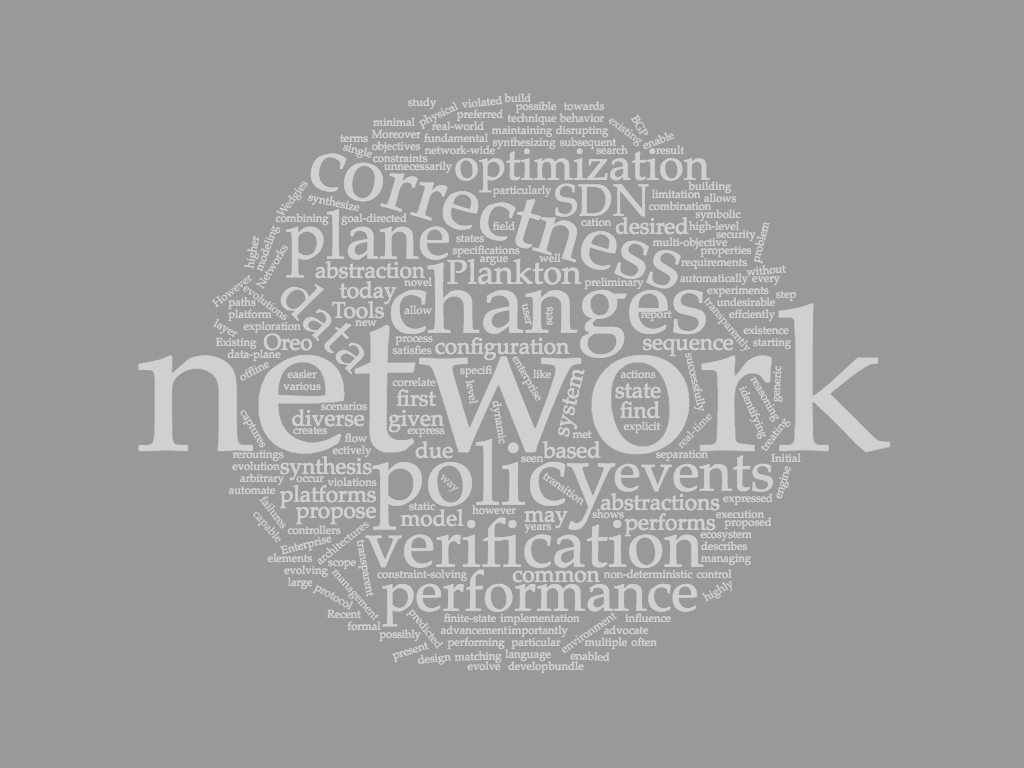 study violated build
physical preferred possible towards
minimal technique behavior BGP
terms Moreover real-world maintaining disrupting existing enable
single objectives fundamental synthesizing subsequent
constraints network-wide search result
unnecessarily optimization
correctness particularly SDN limitation building
Wedgies synthesize combination allows
combining goal-directed field cation desired symbolic
plane states high-level security
higher modeling specifications multi-objective properties problem
Networks abstraction argue well requirements
Plankton preliminary automatically without every
However evolutions data today novel changes experiments
paths Tools allow user sets report transparently undesirable step
platform new effciently
layer exploration process existence
Existing Oreo satisfies configuration sequence starting
data-plane
network
offline easier various specifi enterprise like actions successfully generic
correlate level system state reasoning
scenarios first dynamic find identifying
captures diverse given explicit treating
creates express real-time
flow met
reroutings ectively due seen based separation Initial
evolution synthesis policy events
arbitrary occur violations way transition engine
automate platforms static abstractions expressed
failures propose model however may shows performs execution
capable controllers years proposed
Enterprise architectures verification ecosystem
elements scope describes
evolving transparent managing
large management constraint-solving common non-deterministic control
protocol performance highly
Recent predicted finite-state implementation environment influence
formal possibly advancement importantly advocate
performing particular multiple often
present design matching language enabled
evolve develop bundle